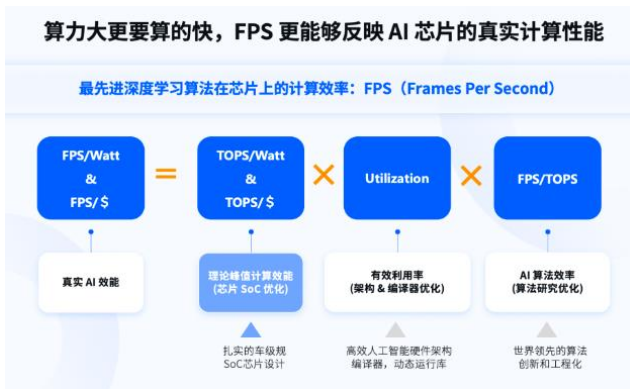 算力大更要算的快，FPS 更能够反映 AI 芯片的真实计算性能
最先进深度学习算法在芯片上的计算效率：FPS（Frames Per Second）
FPS/Watt
&
FPS/$
=
TOPS/Watt
&
TOPS/$
×
Utilization
×
FPS/TOPS
真实 AI 效能
理论峰值计算效能
(芯片 SoC 优化)
有效利用率
(架构 & 编译器优化)
AI 算法效率
(算法研究优化)
扎实的车级规
SoC芯片设计
高效人工智能硬件架构
编译器，动态运行库
世界领先的算法
创新和工程化